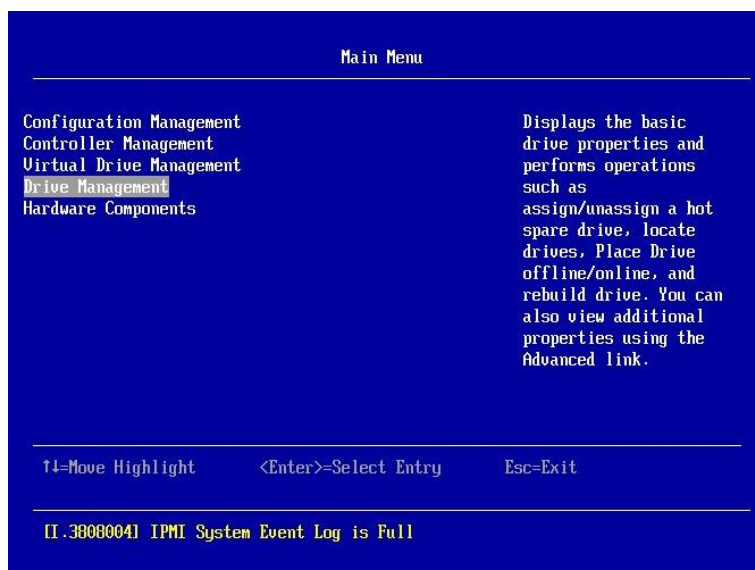 Main Menu
Configuration Management
Controller Management
Virtual Drive Management
Drive Management
Hardware Components
Displays the basic
drive properties and
performs operations
such as
assign/unassign a hot
spare drive, locate
drives, Place Drive
offline/online, and
rebuild drive. You can
also view additional
properties using the
Advanced link.
↑↓=Move Highlight <Enter>=Select Entry Esc=Exit
[I.3808004] IPMI System Event Log is Full